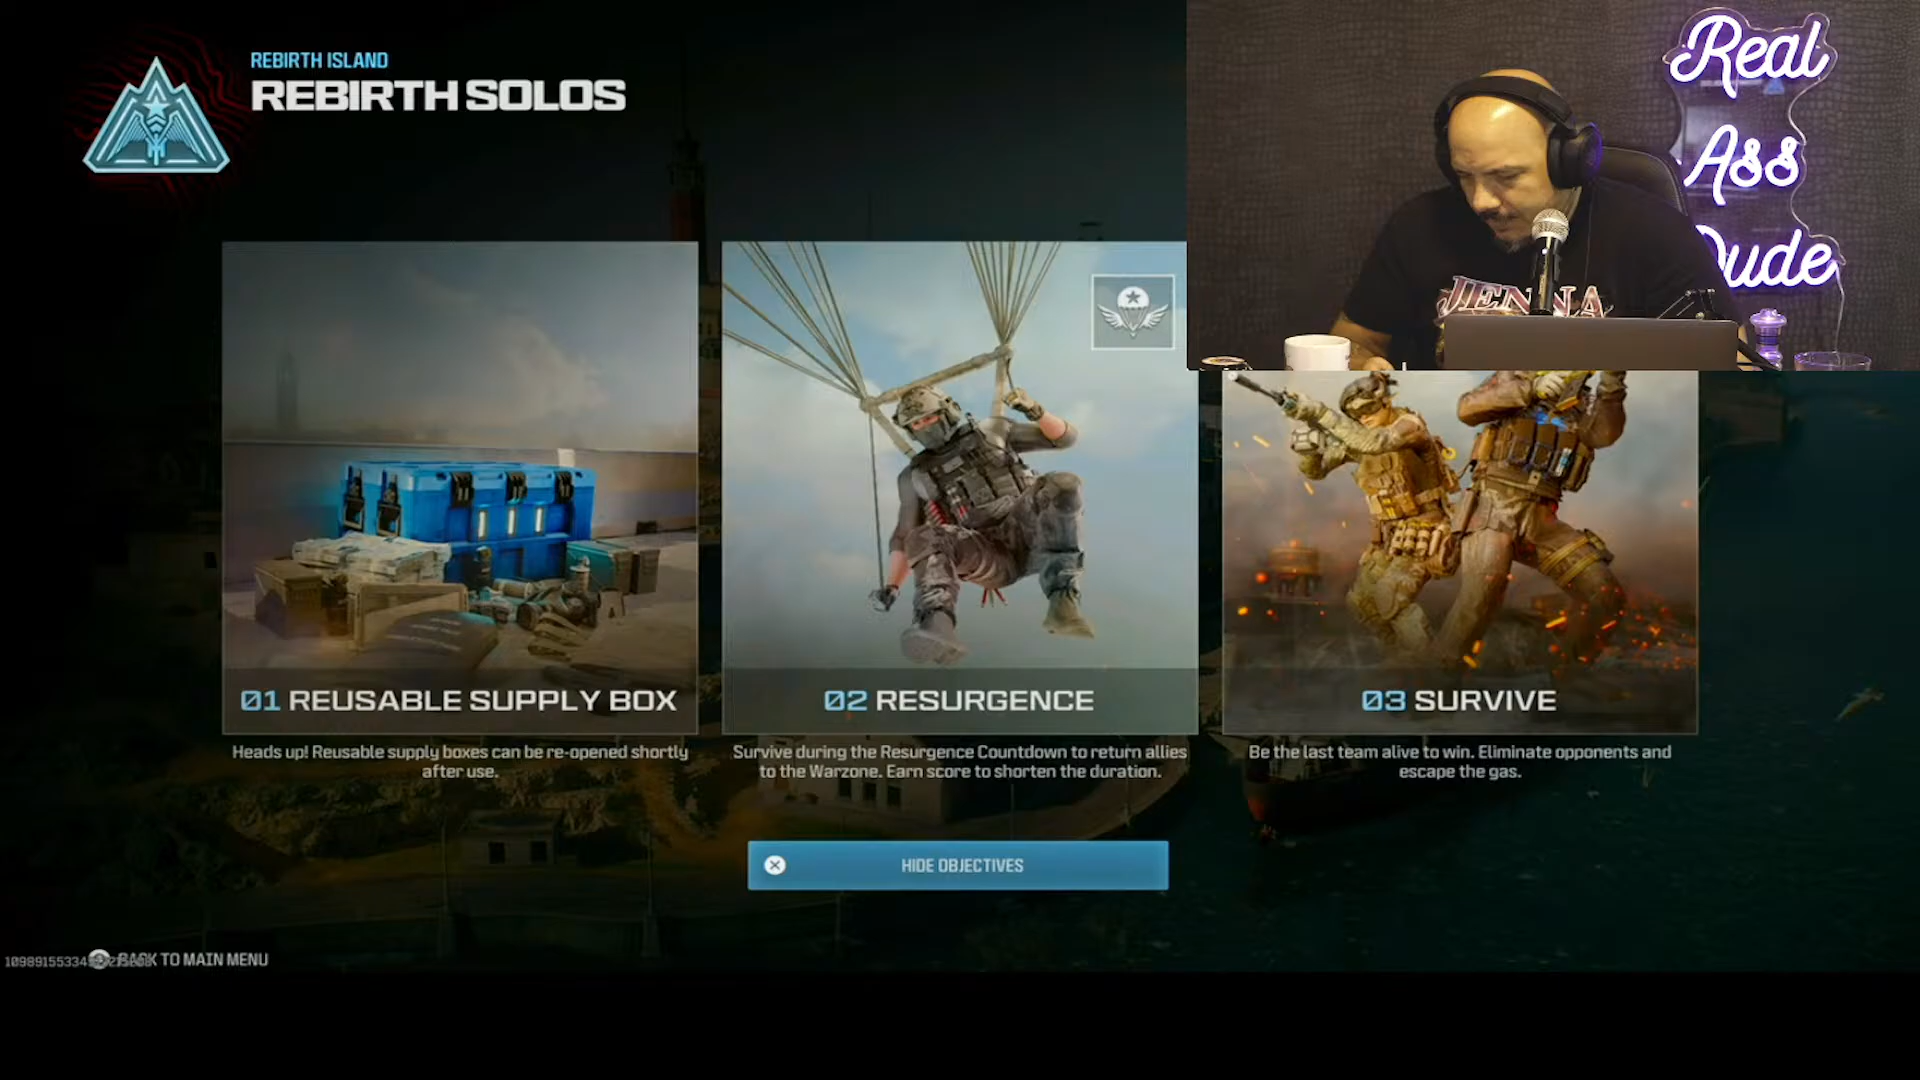 REBIRTH ISLAND
REBIRTH SOLOS
Real
Ass
Dude
JENNA
01 REUSABLE SUPPLY BOX
Heads up! Reusable supply boxes can be re-opened shortly
after use.
02 RESURGENCE
Survive during the Resurgence Countdown to return allies
to the Warzone. Earn score to shorten the duration.
03 SURVIVE
Be the last team alive to win. Eliminate opponents and
escape the gas.
HIDE OBJECTIVES
BACK TO MAIN MENU